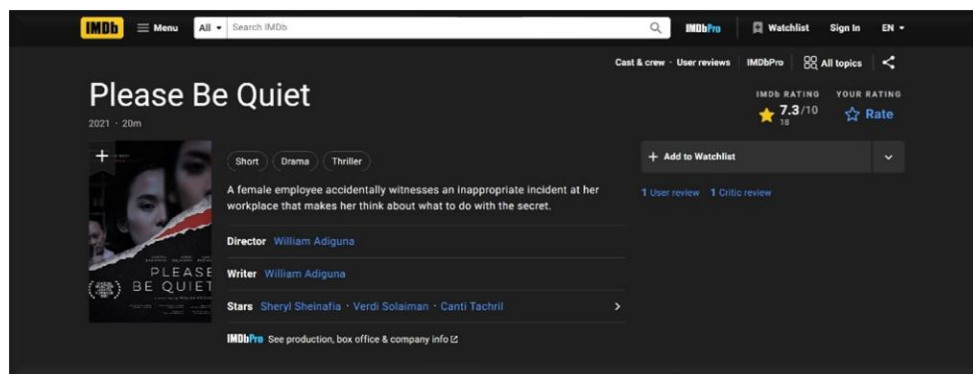 IMDb Menu All Search IMDb IMDbPro Watchlist Sign In EN
Cast & crew · User reviews IMDbPro All topics
Please Be Quiet
2021 · 20m
IMDb RATING YOUR RATING
7.3/10 Rate
18
Short Drama Thriller
+ Add to Watchlist
A female employee accidentally witnesses an inappropriate incident at her
workplace that makes her think about what to do with the secret.
1 User review 1 Critic review
Director William Adiguna
Writer William Adiguna
Stars Sheryl Sheinafia · Verdi Solaiman · Canti Tachril
IMDbPro See production, box office & company info
PLEASE
BE QUIET